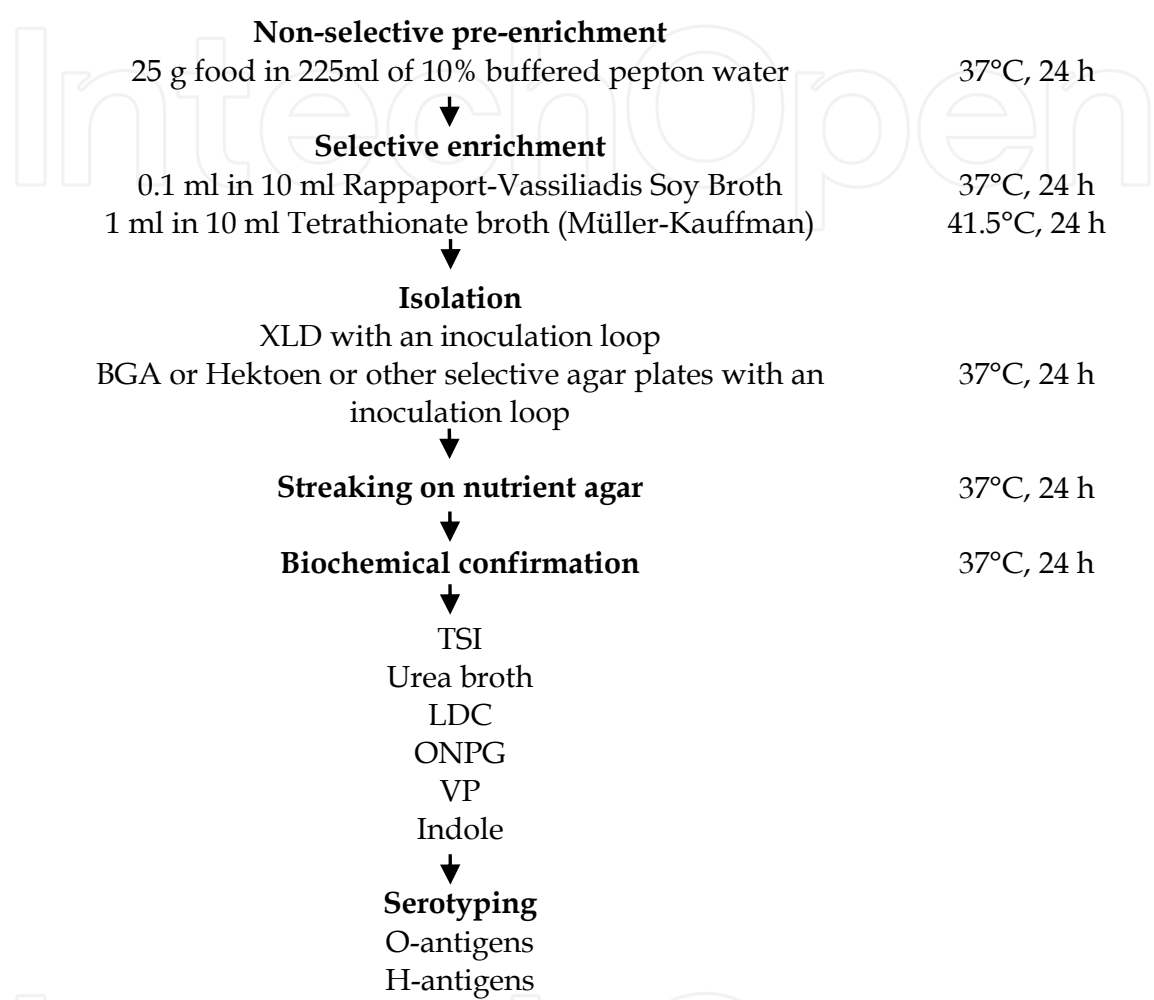 Non-selective pre-enrichment
25 g food in 225ml of 10% buffered pepton water 37°C, 24 h
Selective enrichment
0.1 ml in 10 ml Rappaport-Vassiliadis Soy Broth 37°C, 24 h
1 ml in 10 ml Tetrathionate broth (Müller-Kauffman) 41.5°C, 24 h
Isolation
XLD with an inoculation loop
BGA or Hektoen or other selective agar plates with an 37°C, 24 h
inoculation loop
Streaking on nutrient agar 37°C, 24 h
Biochemical confirmation 37°C, 24 h
TSI
Urea broth
LDC
ONPG
VP
Indole
Serotyping
O-antigens
H-antigens
IntechOpen